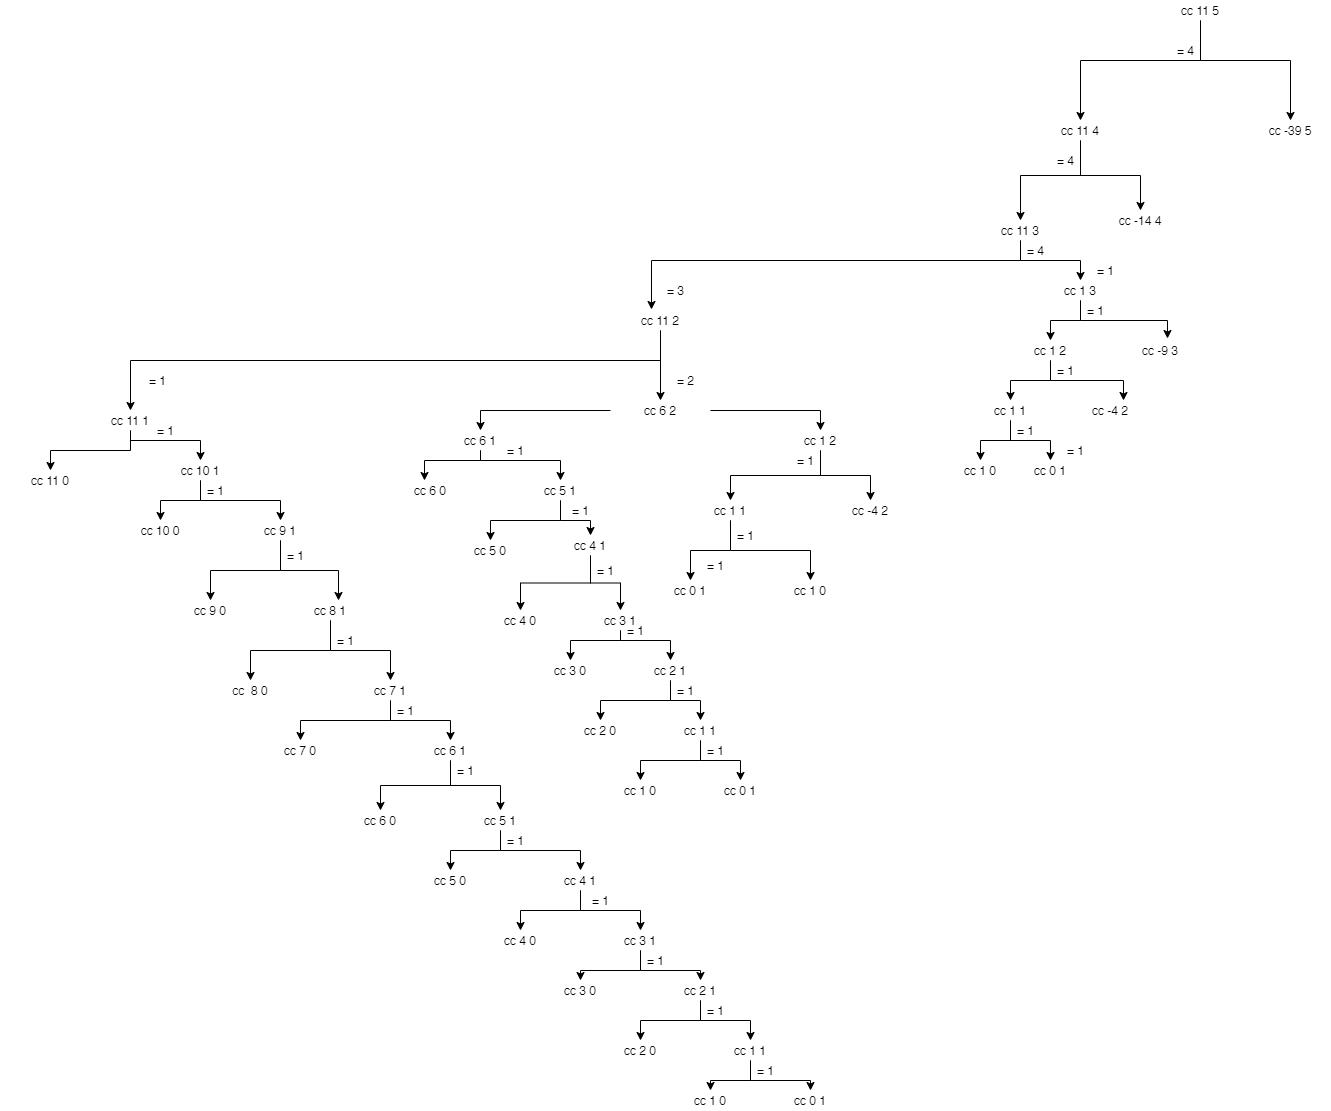 cc 11 5
= 4
cc 11 4
cc -39 5
= 4
cc -14 4
cc 11 3
= 4
= 1
= 3
cc 1 3
= 1
cc 11 2
cc 1 2
cc -9 3
= 1
= 1
= 2
cc 11 1
cc 6 2
cc 1 1
cc -4 2
= 1
= 1
cc 6 1
cc 1 2
= 1
= 1
= 1
cc 11 0
cc 10 1
cc 1 0
cc 0 1
= 1
cc 6 0
cc 5 1
= 1
cc 1 1
cc -4 2
cc 10 0
cc 9 1
= 1
= 1
cc 5 0
cc 4 1
= 1
= 1
= 1
cc 0 1
cc 1 0
cc 9 0
cc 8 1
cc 4 0
cc 3 1
= 1
= 1
cc 3 0
cc 2 1
cc 8 0
cc 7 1
= 1
= 1
cc 2 0
cc 1 1
cc 7 0
cc 6 1
= 1
= 1
cc 1 0
cc 0 1
cc 6 0
cc 5 1
= 1
cc 5 0
cc 4 1
= 1
cc 4 0
cc 3 1
= 1
cc 3 0
cc 2 1
= 1
cc 2 0
cc 1 1
= 1
cc 1 0
cc 0 1